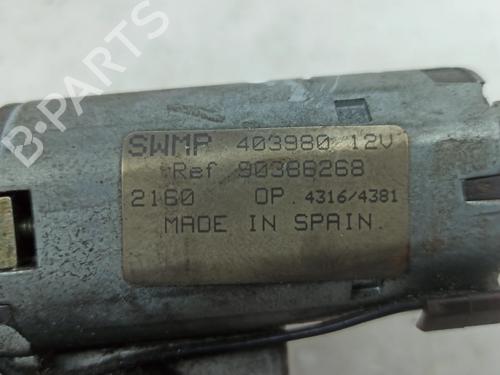 B-PARTS
SWMP 403980 12V
Ref 90388268
2160 OP. 4316/4381
MADE IN SPAIN.